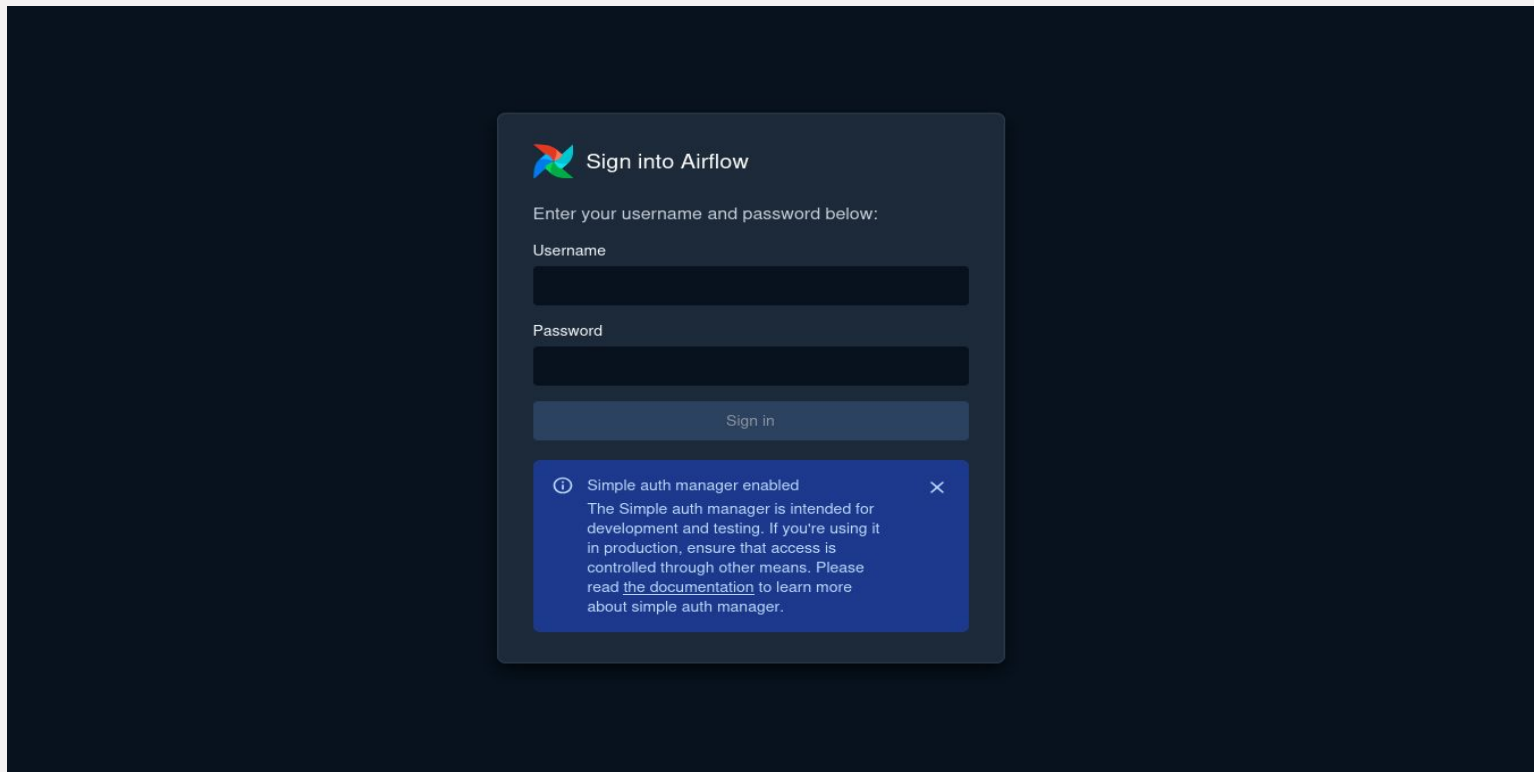 Sign into Airflow
Enter your username and password below:
Username
Password
Sign in
Simple auth manager enabled
The Simple auth manager is intended for
development and testing. If you're using it
in production, ensure that access is
controlled through other means. Please
read the documentation to learn more
about simple auth manager.